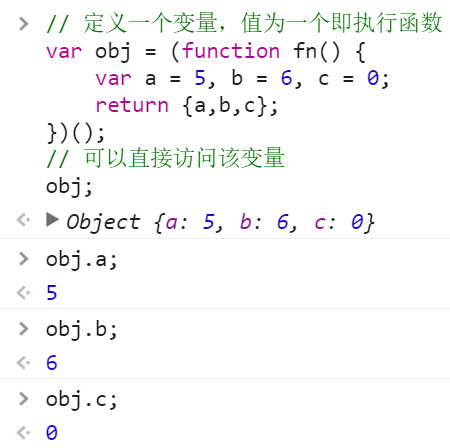 > // 定义一个变量，值为一个即执行函数
var obj = (function fn() {
    var a = 5, b = 6, c = 0;
    return {a,b,c};
})();
// 可以直接访问该变量
obj;
▶ Object {a: 5, b: 6, c: 0}
> obj.a;
5
> obj.b;
6
> obj.c;
0